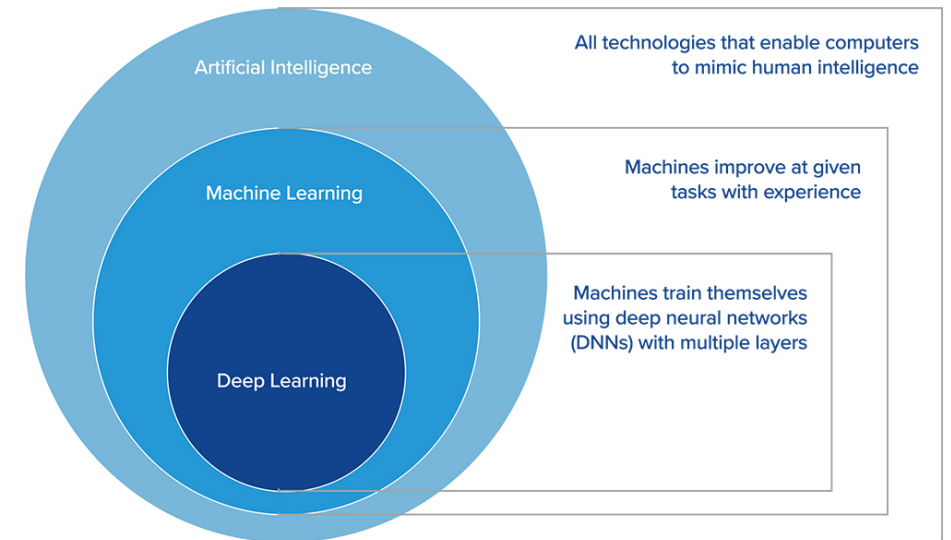 Artificial Intelligence
All technologies that enable computers
to mimic human intelligence
Machine Learning
Machines improve at given
tasks with experience
Deep Learning
Machines train themselves
using deep neural networks
(DNNs) with multiple layers